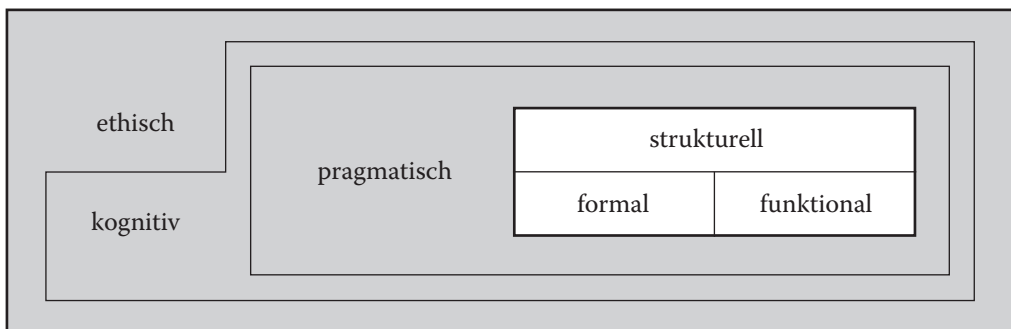 ethisch
strukturell
pragmatisch
formal
funktional
kognitiv